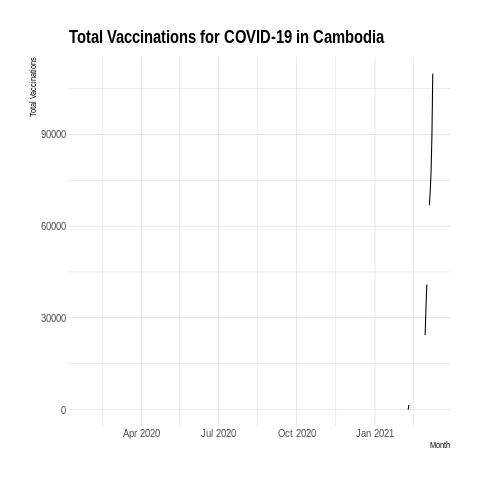 Total Vaccinations for COVID-19 in Cambodia
Total Vaccinations
90000
60000
30000
0
Apr 2020
Jul 2020
Oct 2020
Jan 2021
Month